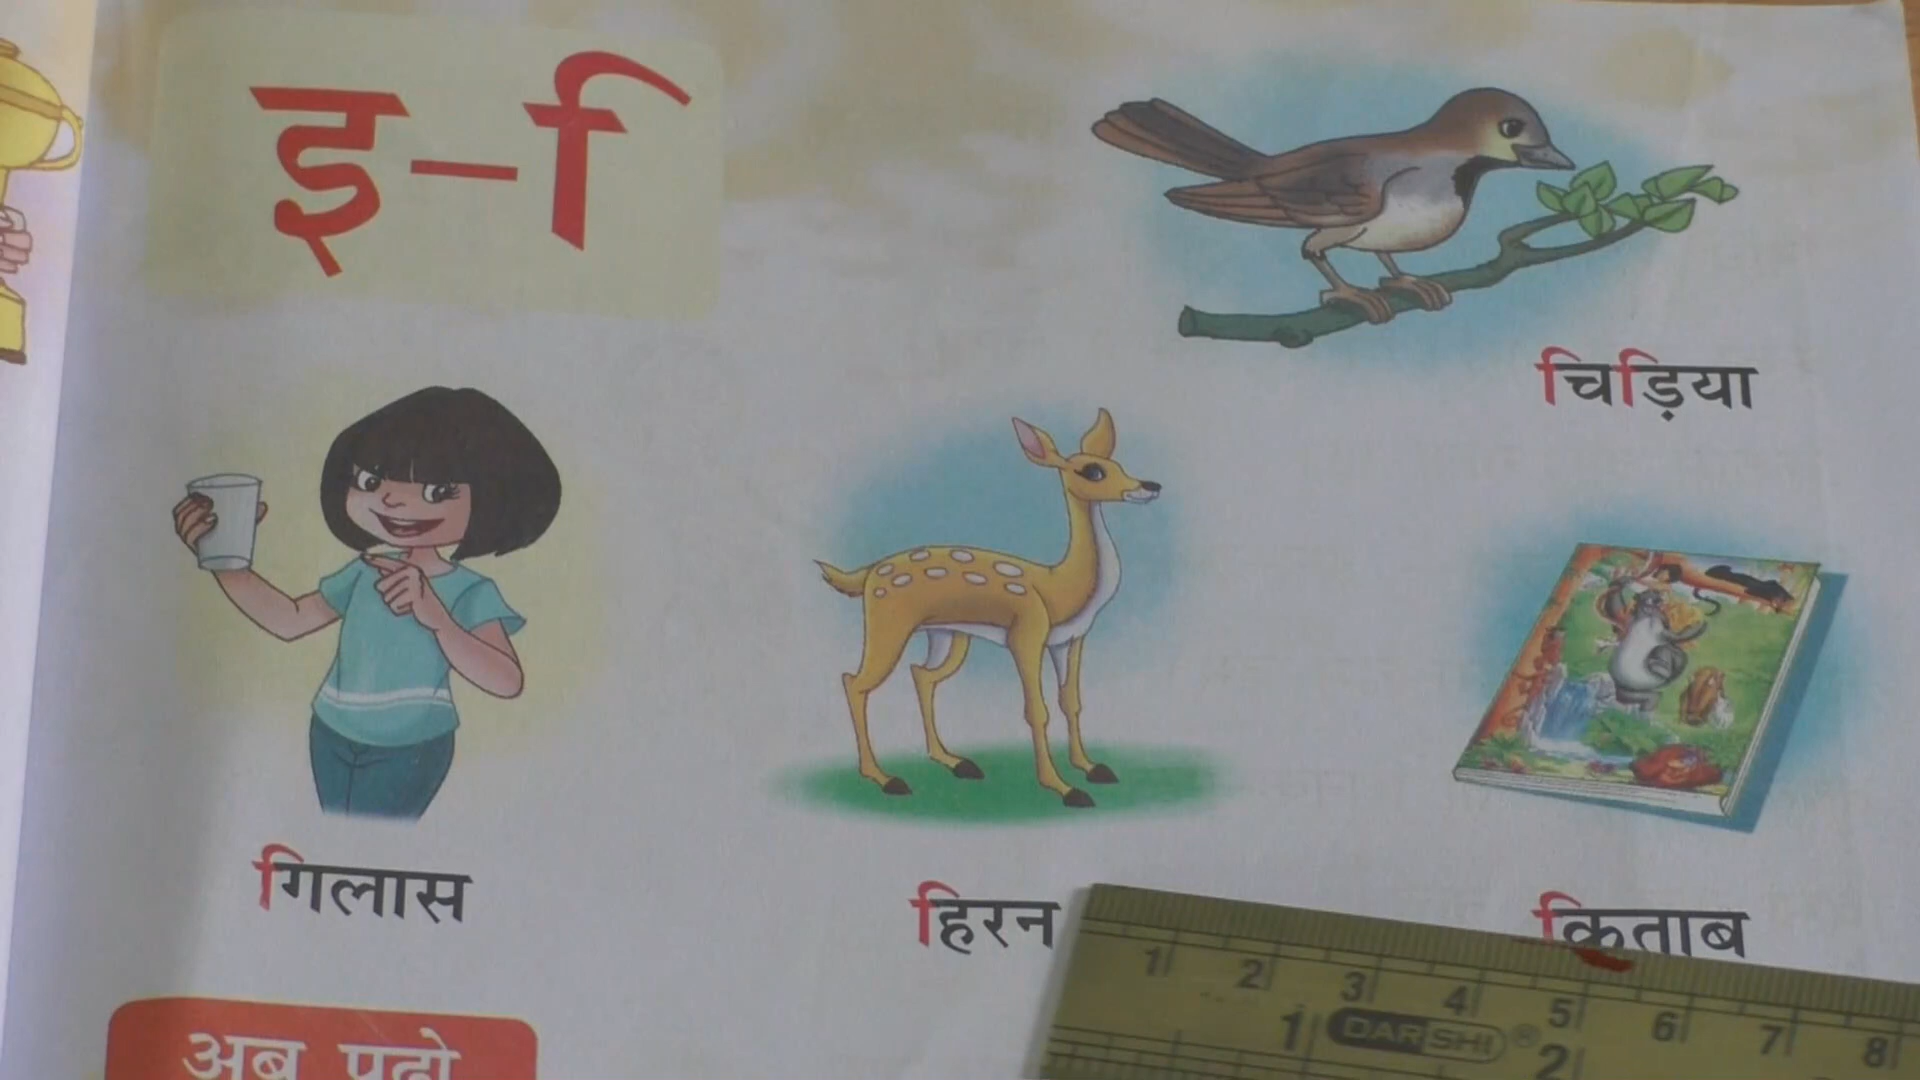 इ–ि
चिड़िया
गिलास
हिरन
किताब
अब पढ़ो
1 2 3 4 5 6 7 8
1 DARSHI® 2